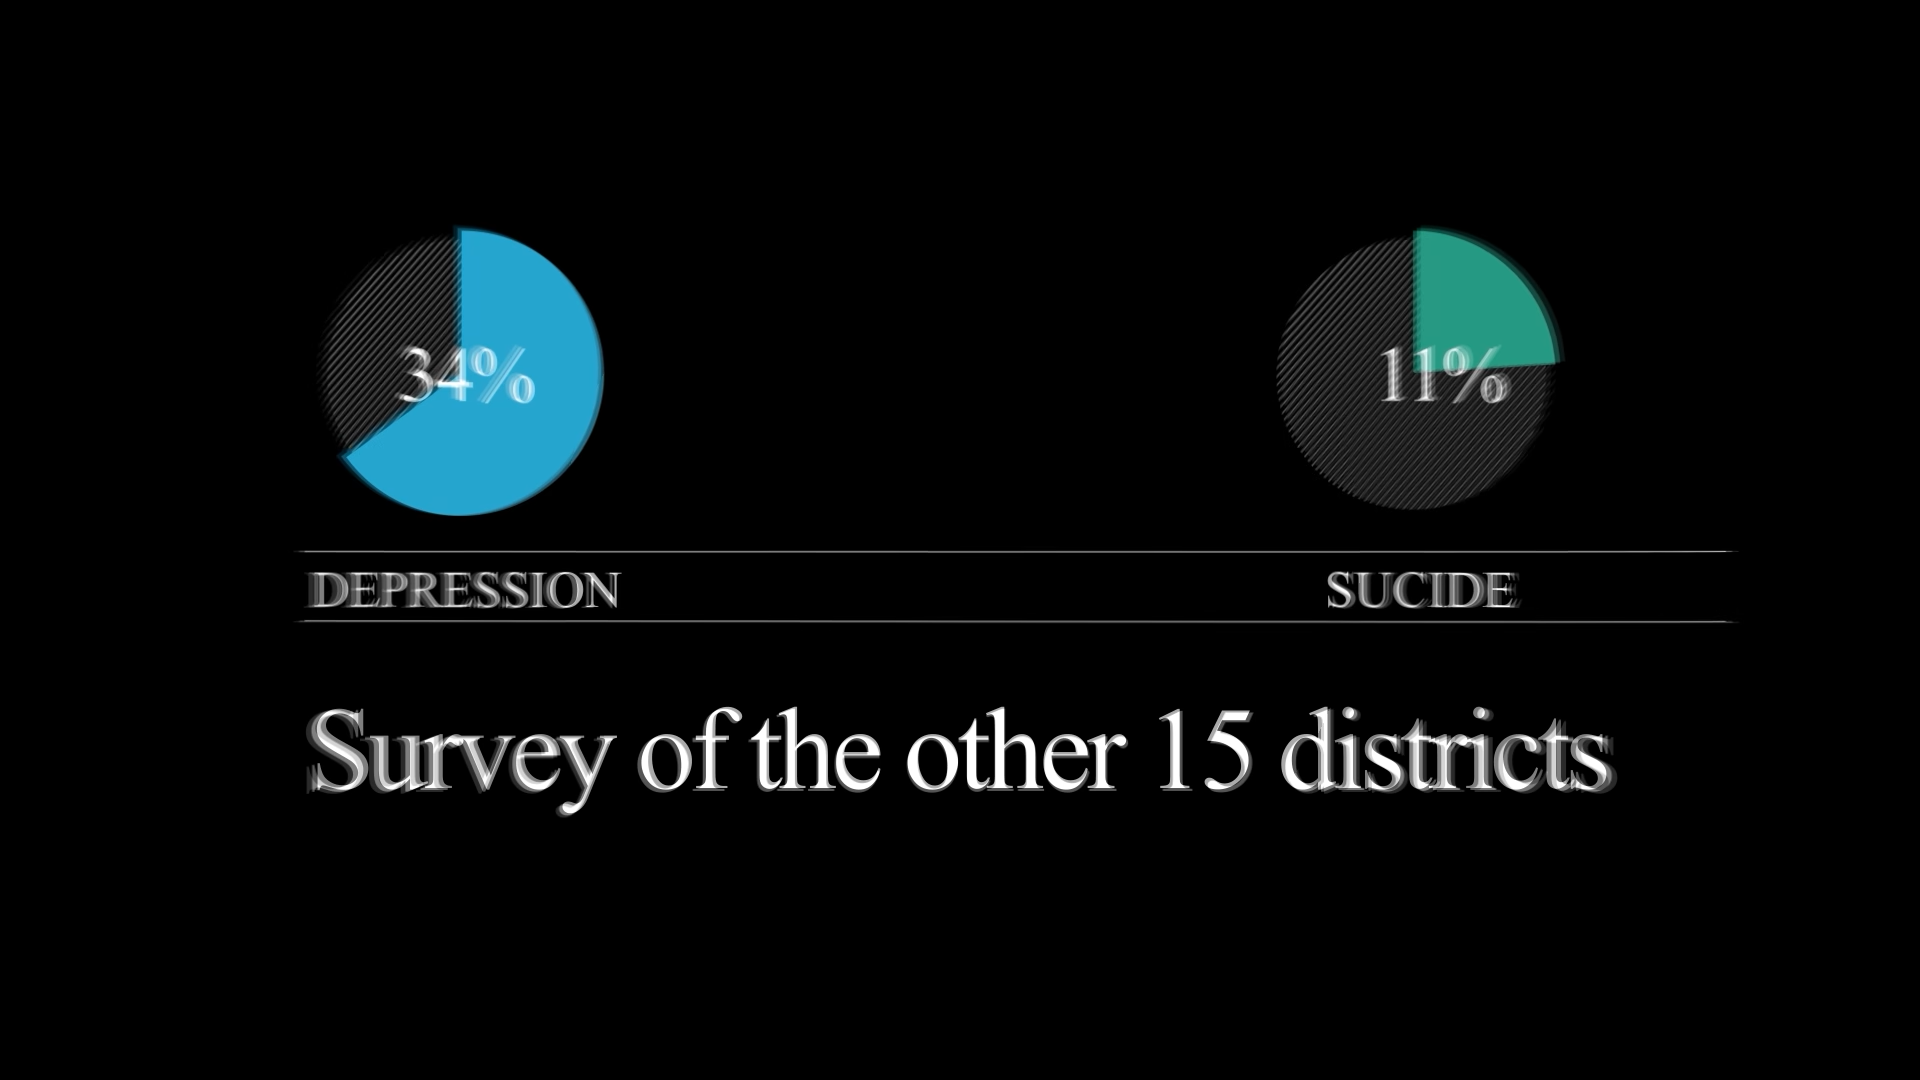 34% 11%
DEPRESSION SUCIDE
Survey of the other 15 districts